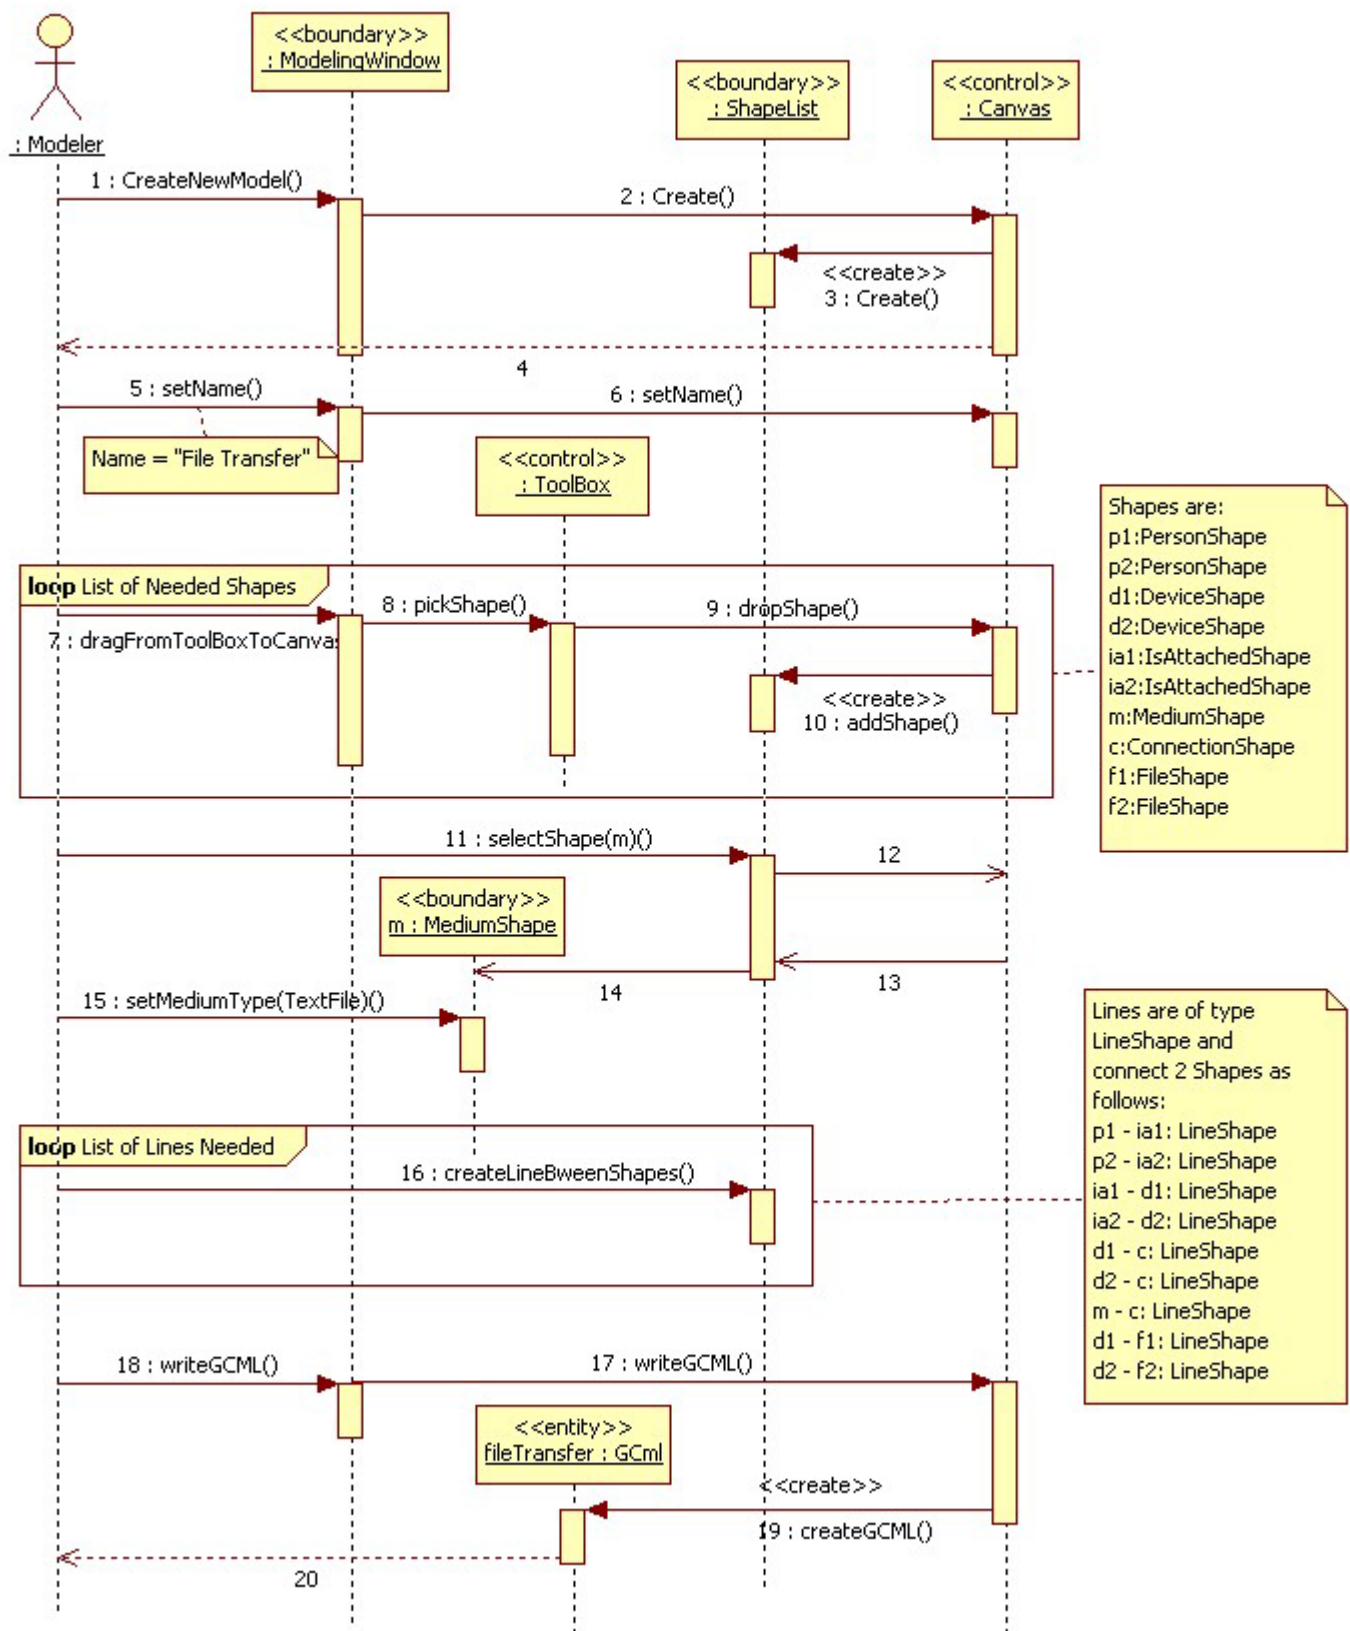 <<boundary>>
: ModelingWindow
<<boundary>>
: ShapeList
<<control>>
: Canvas
: Modeler
1 : CreateNewModel()
2 : Create()
<<create>>
3 : Create()
4
5 : setName()
6 : setName()
Name = "File Transfer"
<<control>>
: ToolBox
Shapes are:
p1:PersonShape
p2:PersonShape
d1:DeviceShape
d2:DeviceShape
ia1:IsAttachedShape
ia2:IsAttachedShape
m:MediumShape
c:ConnectionShape
f1:FileShape
f2:FileShape
loop List of Needed Shapes
8 : pickShape()
9 : dropShape()
7 : dragFromToolBoxToCanvas
<<create>>
10 : addShape()
11 : selectShape(m)()
12
<<boundary>>
m : MediumShape
13
14
15 : setMediumType(TextFile)()
Lines are of type
LineShape and
connect 2 Shapes as
follows:
p1 - ia1: LineShape
p2 - ia2: LineShape
ia1 - d1: LineShape
ia2 - d2: LineShape
d1 - c: LineShape
d2 - c: LineShape
m - c: LineShape
d1 - f1: LineShape
d2 - f2: LineShape
loop List of Lines Needed
16 : createLineBweenShapes()
18 : writeGCML()
17 : writeGCML()
<<entity>>
fileTransfer : GCml
<<create>>
19 : createGCML()
20